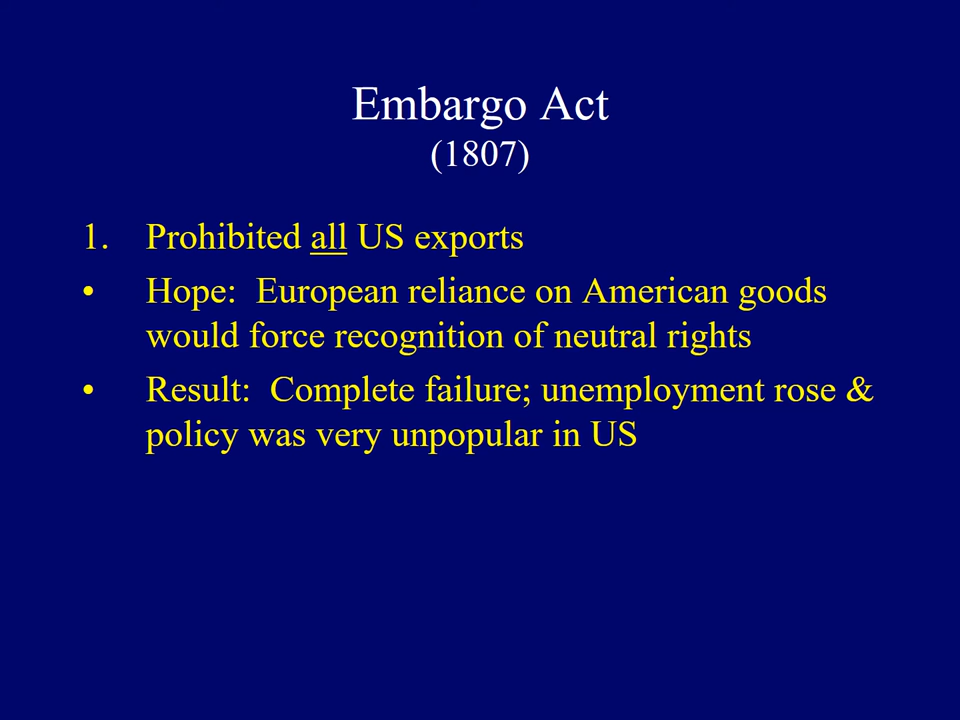 Embargo Act
(1807)
1. Prohibited all US exports
• Hope: European reliance on American goods
would force recognition of neutral rights
• Result: Complete failure; unemployment rose &
policy was very unpopular in US